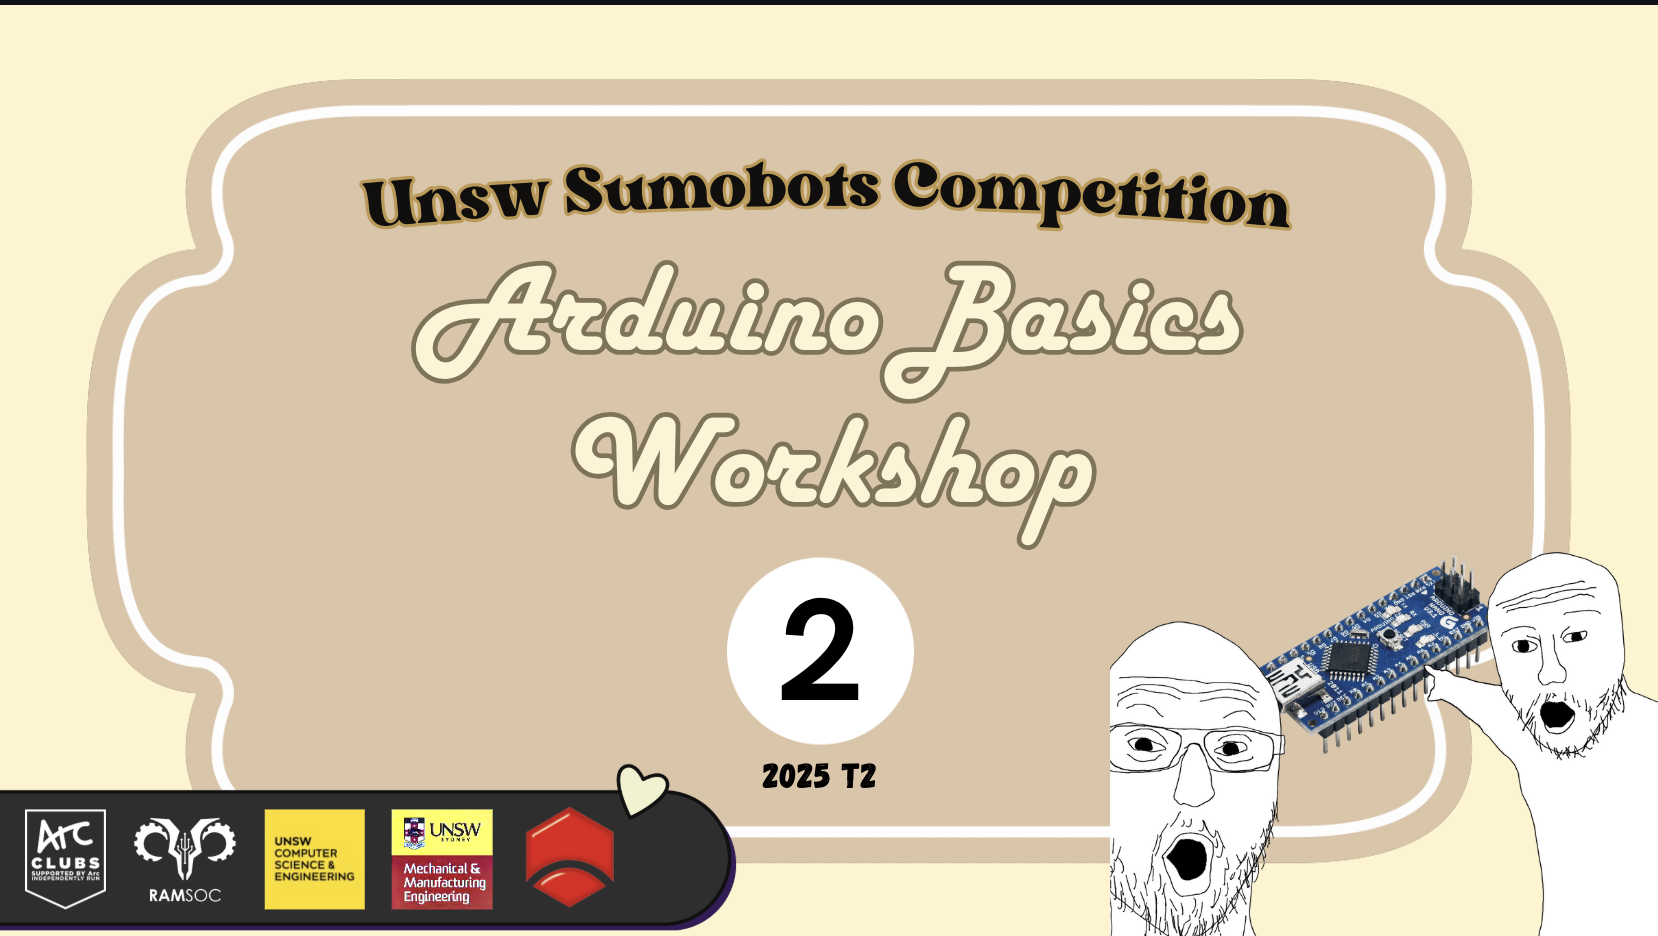 Unsw Sumobots Competition
Arduino Basics
Workshop
2
2025 T2
Arc
CLUBS
SUPPORTED BY Arc
INDEPENDENTLY RUN
RAMSOC
UNSW
COMPUTER
SCIENCE &
ENGINEERING
UNSW
SYDNEY
Mechanical &
Manufacturing
Engineering